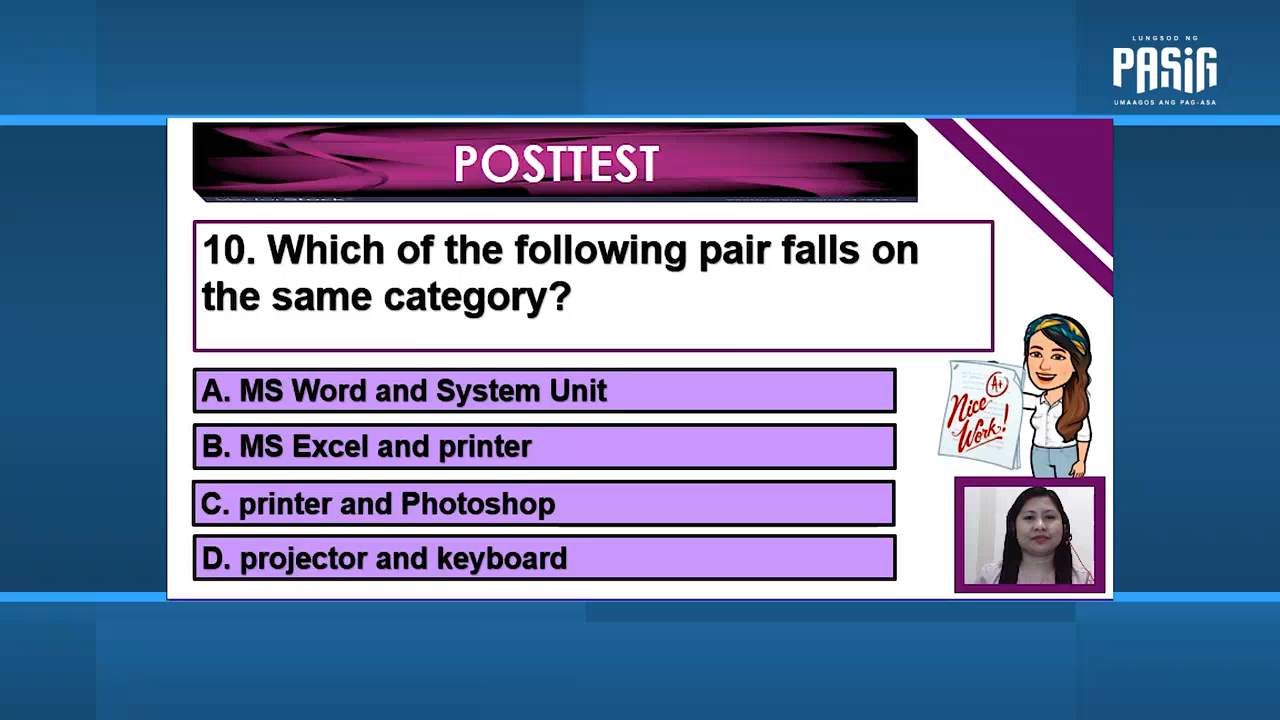 LUNGSOD NG
PASIG
UMAAGOS ANG PAG-ASA
POSTTEST
10. Which of the following pair falls on
the same category?
A. MS Word and System Unit
B. MS Excel and printer
C. printer and Photoshop
D. projector and keyboard
A+
Nice
Work!